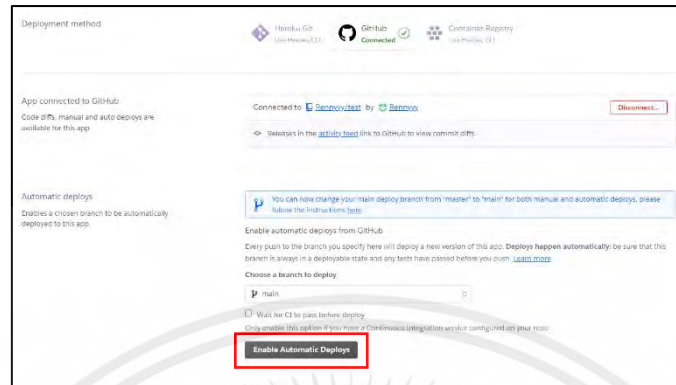 Deployment method
Heroku Git
Use Heroku CLI
GitHub
Connected
Container Registry
Use Heroku CLI
App connected to GitHub
Code diffs, manual and auto deploys are
available for this app.
Connected to Rennyyy/test by Rennyyy
Disconnect...
Releases in the activity feed link to GitHub to view commit diffs
Automatic deploys
Enables a chosen branch to be automatically
deployed to this app.
You can now change your main deploy branch from "master" to "main" for both manual and automatic deploys, please
follow the instructions here.
Enable automatic deploys from GitHub
Every push to the branch you specify here will deploy a new version of this app. Deploys happen automatically: be sure that this
branch is always in a deployable state and any tests have passed before you push. Learn more.
Choose a branch to deploy
main
Wait for CI to pass before deploy
Only enable this option if you have a Continuous Integration service configured on your repo.
Enable Automatic Deploys